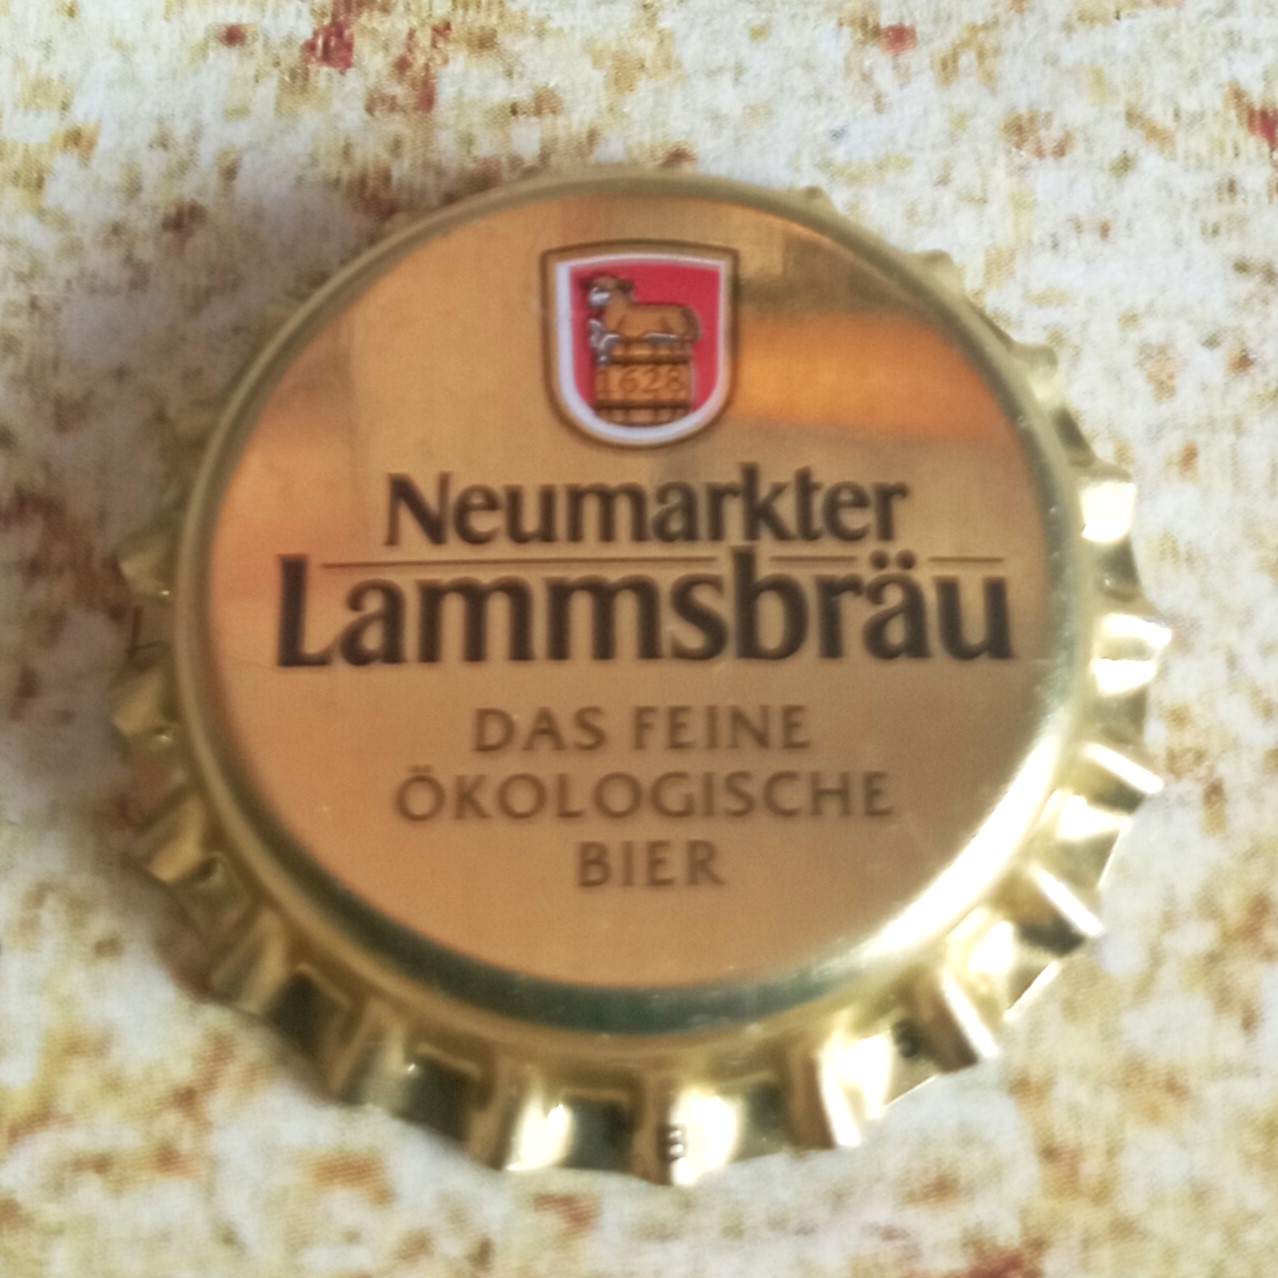 1628
Neumarkter
Lammsbräu
DAS FEINE
ÖKOLOGISCHE
BIER